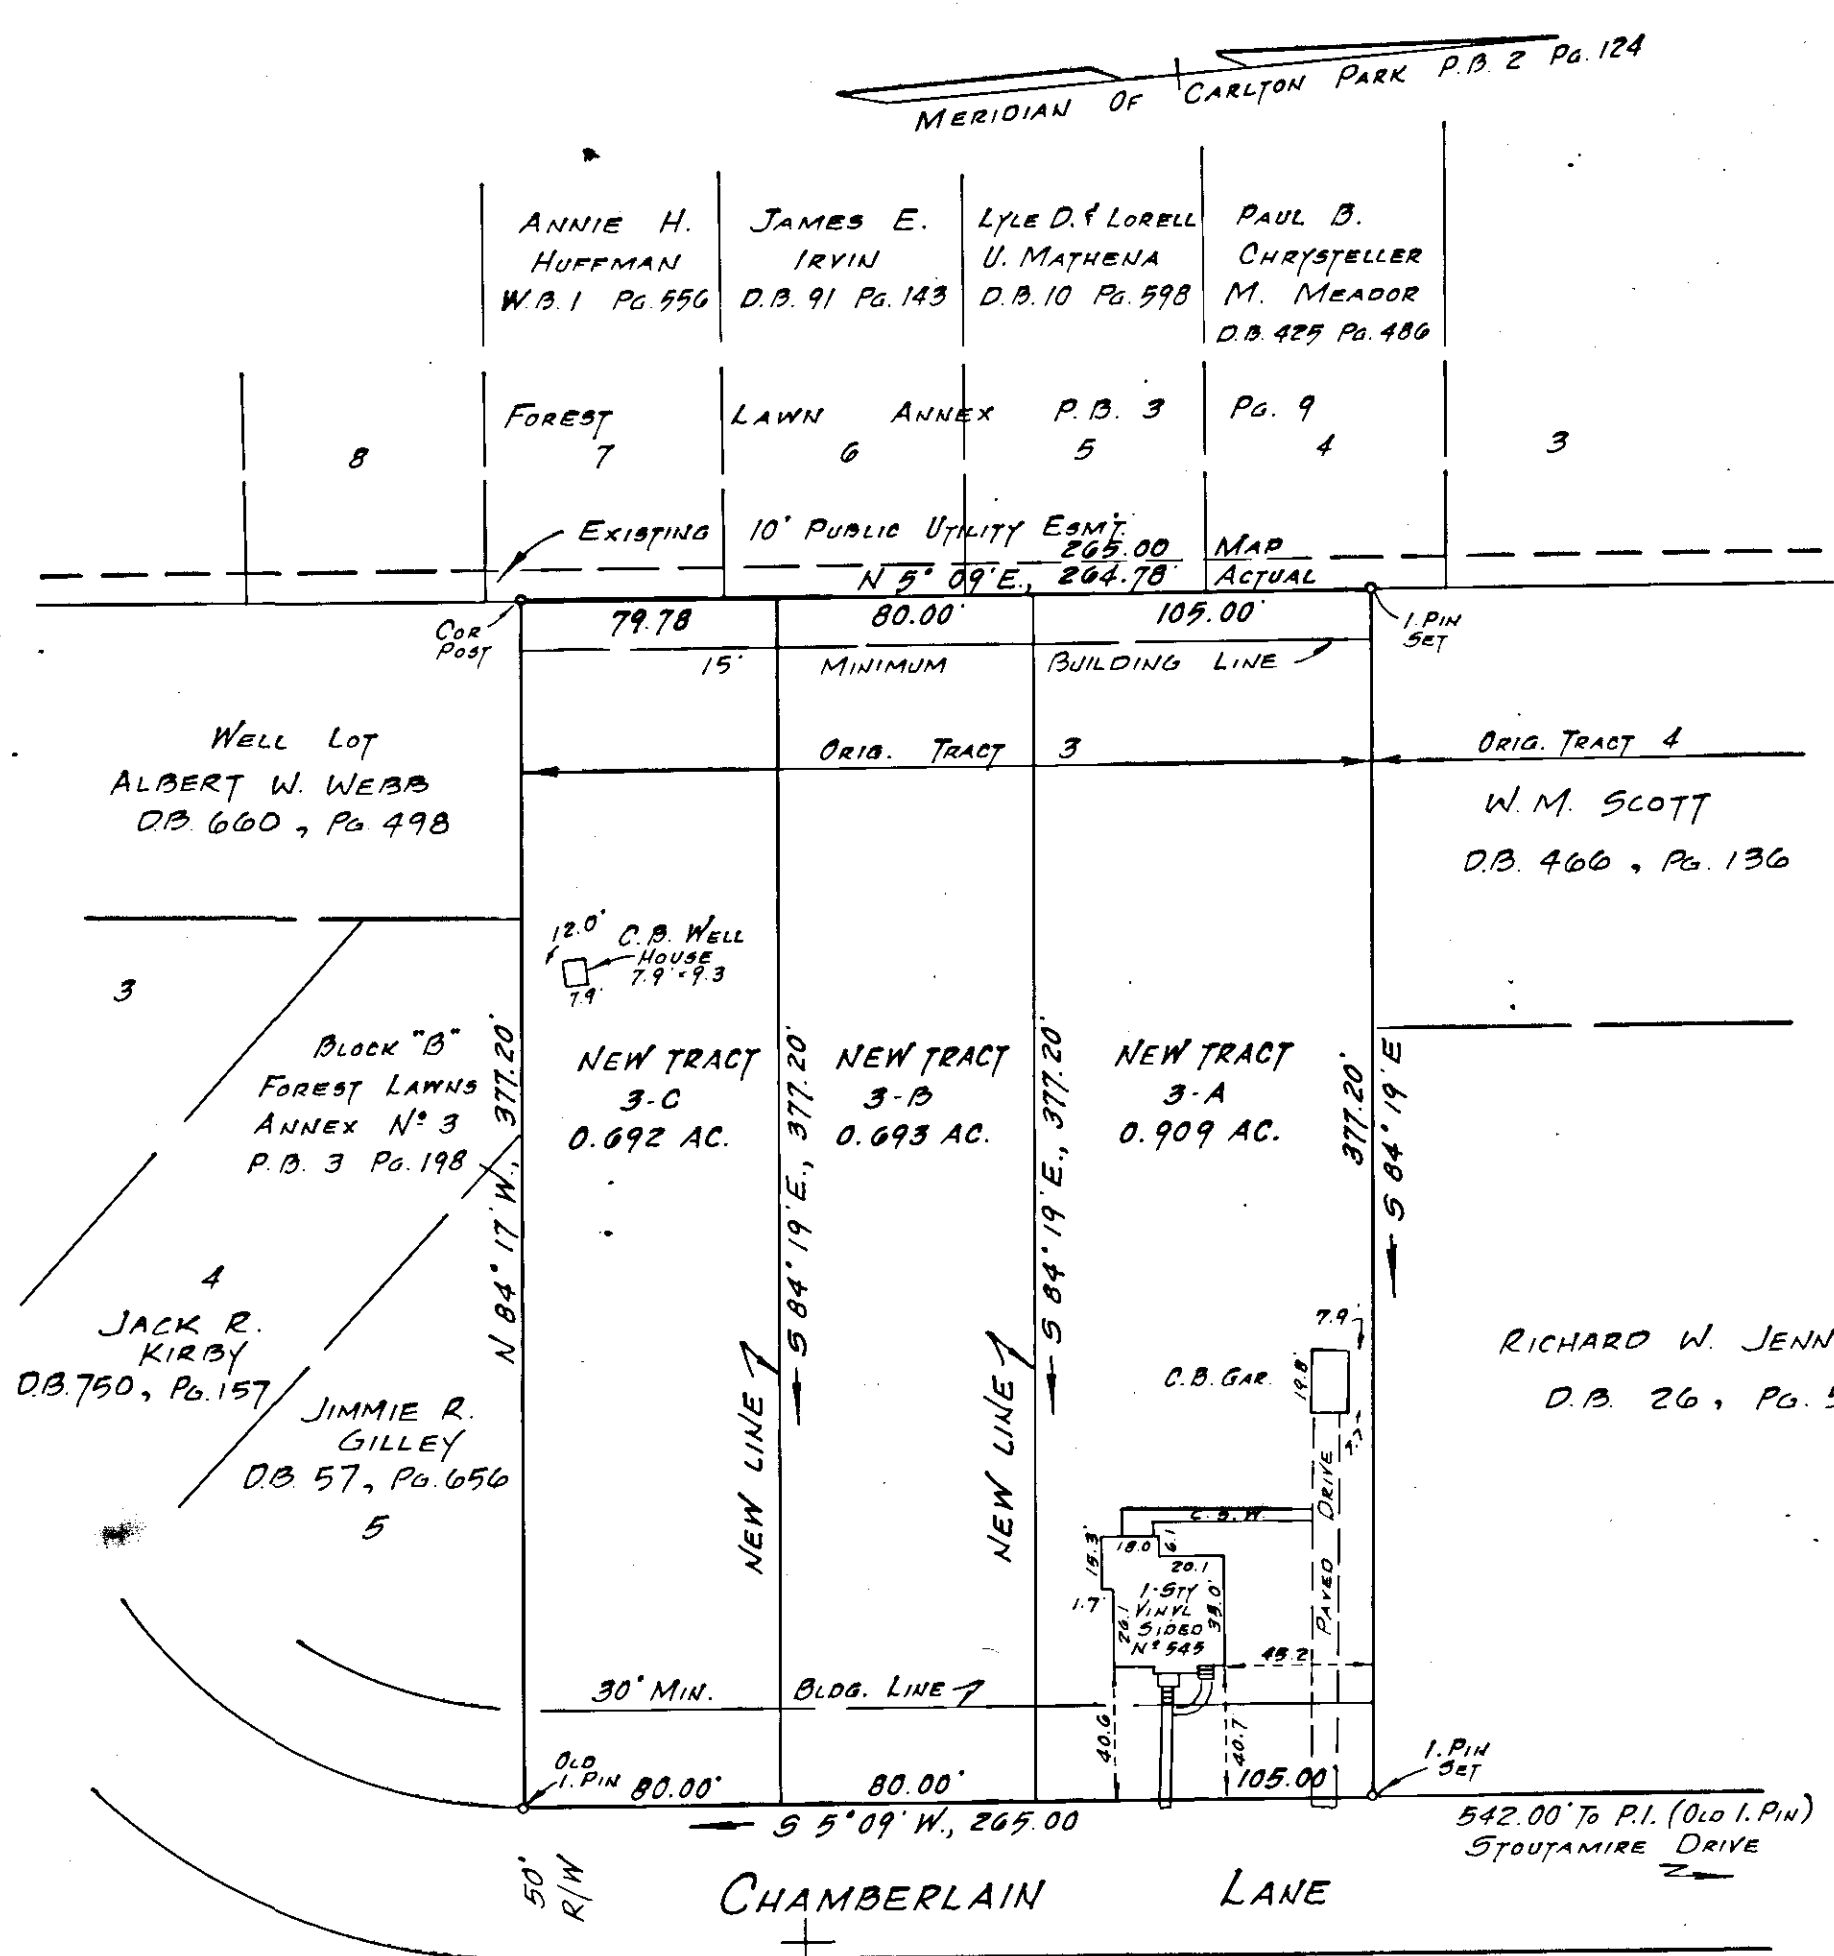 MERIDIAN OF CARLTON PARK P.B. 2 PG. 124
ANNIE H.
HUFFMAN
W.B. 1 PG. 556
JAMES E.
IRVIN
D.B. 91 PG. 143
LYLE D. & LORELL
U. MATHENA
D.B. 10 PG. 598
PAUL B.
CHRYSTELLER
M. MEADOR
D.B. 425 PG. 486
FOREST LAWN ANNEX P.B. 3 PG. 9
8
7
6
5
4
3
EXISTING 10' PUBLIC UTILITY ESMT.
265.00 MAP
N 5° 09' E., 264.78' ACTUAL
COR
POST
79.78
80.00'
105.00'
I. PIN
SET
15' MINIMUM BUILDING LINE
WELL LOT
ALBERT W. WEBB
D.B. 660, PG. 498
ORIG. TRACT 3
ORIG. TRACT 4
W. M. SCOTT
D.B. 466, PG. 136
12.0'
C.B. WELL
HOUSE
7.9' × 9.3
7.9'
3
BLOCK "B"
FOREST LAWNS
ANNEX Nº 3
P.B. 3 PG. 198
N 84° 17' W., 377.20'
NEW TRACT
3-C
0.692 AC.
S 84° 19' E., 377.20'
NEW TRACT
3-B
0.693 AC.
S 84° 19' E., 377.20'
NEW TRACT
3-A
0.909 AC.
377.20'
S 84° 19' E
4
JACK R.
KIRBY
D.B. 750, PG. 157
JIMMIE R.
GILLEY
D.B. 57, PG. 656
5
NEW LINE
NEW LINE
7.9'
C.B. GAR.
19.8'
RICHARD W. JENN
D.B. 26, PG.
PAVED DRIVE
C.B.W.
15.3'
18.0
6.1
20.1
1.7'
1-STY
VINYL
SIDED
Nº 545
26.1
35.0'
45.2
30' MIN. BLDG. LINE
40.6
40.7
OLD
I. PIN
80.00'
80.00'
105.00'
I. PIN
SET
S 5° 09' W., 265.00
542.00' TO P.I. (OLD I. PIN)
STOUTAMIRE DRIVE
50'
R/W
CHAMBERLAIN LANE